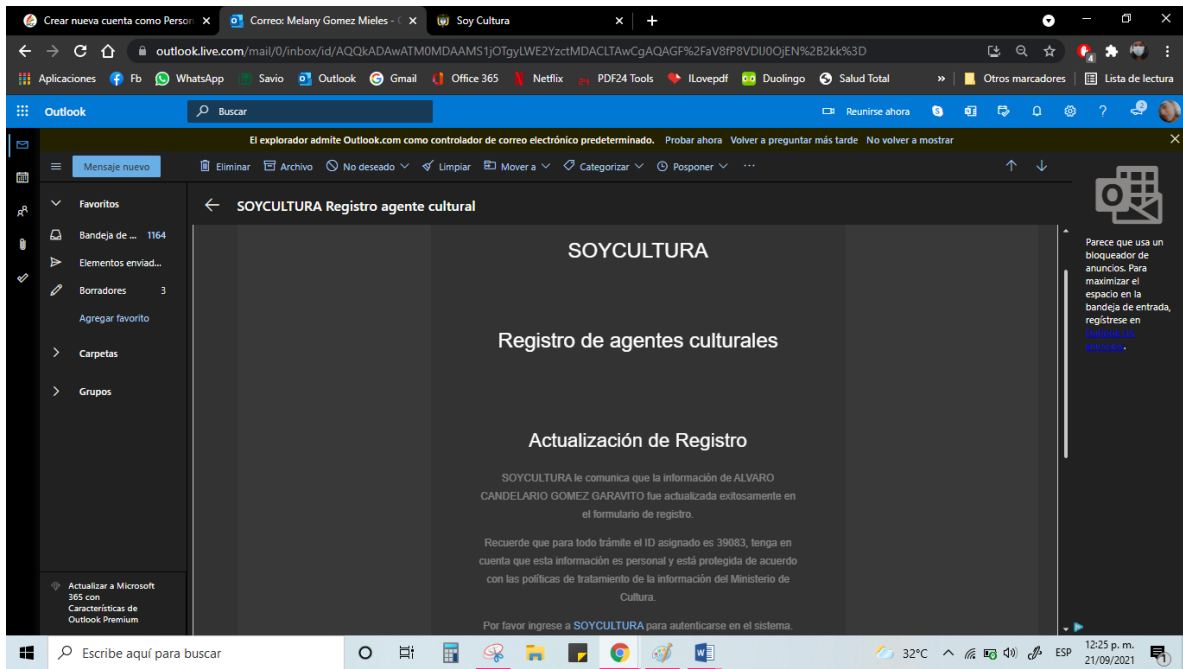 Crear nueva cuenta como Person
Correo: Melany Gomez Mieles - 
Soy Cultura
outlook.live.com/mail/0/inbox/id/AQQkADAwATM0MDAAMS1jOTgyLWE2YzctMDACLTAwCgAQAGF%2FaV8fP8VDlJ0OjEN%2B2kk%3D
Aplicaciones Fb WhatsApp Savio Outlook Gmail Office 365 Netflix PDF24 Tools ILovepdf Duolingo Salud Total » Otros marcadores Lista de lectura
Outlook Buscar Reunirse ahora
El explorador admite Outlook.com como controlador de correo electrónico predeterminado. Probar ahora Volver a preguntar más tarde No volver a mostrar
Mensaje nuevo Eliminar Archivo No deseado Limpiar Mover a Categorizar Posponer ...
Favoritos
Bandeja de ... 1164
Elementos enviad...
Borradores 3
Agregar favorito
Carpetas
Grupos
Actualizar a Microsoft
365 con
Características de
Outlook Premium
SOYCULTURA Registro agente cultural
SOYCULTURA
Registro de agentes culturales
Actualización de Registro
SOYCULTURA le comunica que la información de ALVARO
CANDELARIO GOMEZ GARAVITO fue actualizada exitosamente en
el formulario de registro.
Recuerde que para todo trámite el ID asignado es 39083, tenga en
cuenta que esta información es personal y está protegida de acuerdo
con las políticas de tratamiento de la información del Ministerio de
Cultura.
Por favor ingrese a SOYCULTURA para autenticarse en el sistema.
Parece que usa un
bloqueador de
anuncios. Para
maximizar el
espacio en la
bandeja de entrada,
regístrese en
anuncios.
Escribe aquí para buscar
32°C ESP 12:25 p. m.
21/09/2021